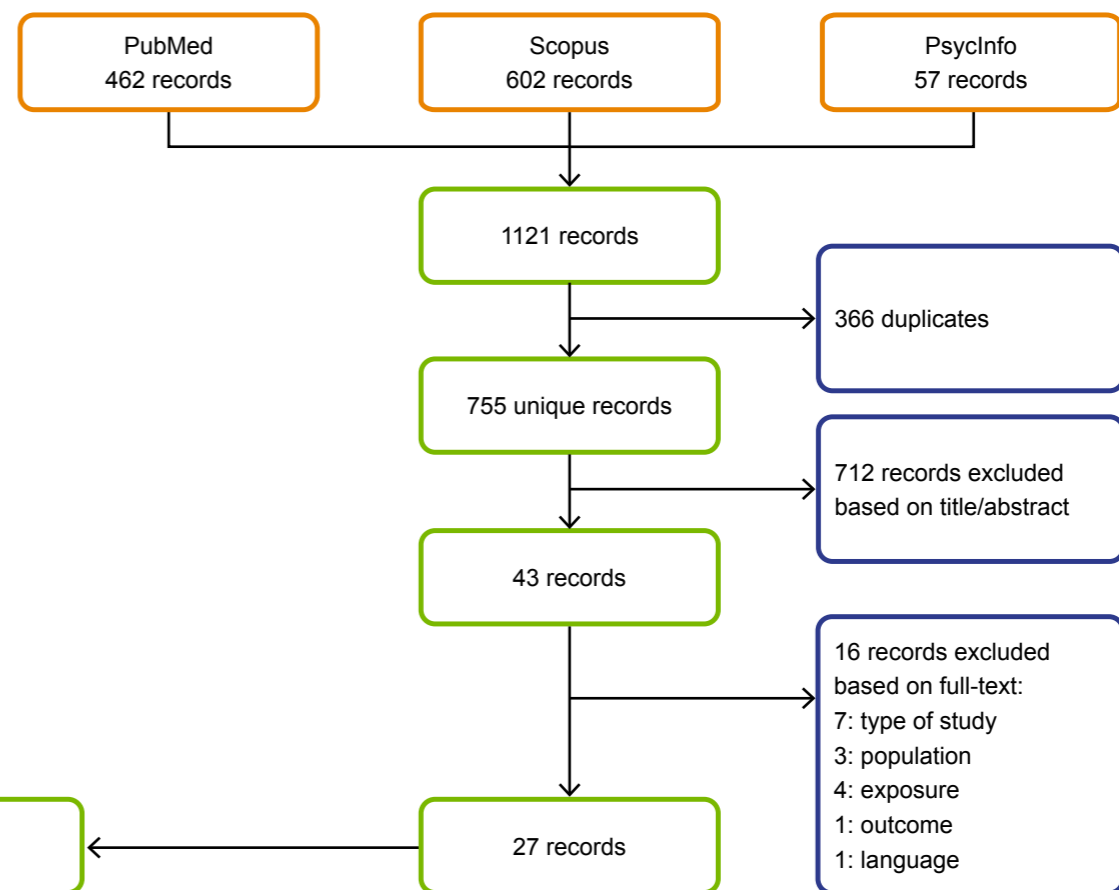 PubMed
462 records
Scopus
602 records
PsycInfo
57 records
1121 records
366 duplicates
755 unique records
712 records excluded
based on title/abstract
43 records
16 records excluded
based on full-text:
7: type of study
3: population
4: exposure
1: outcome
1: language
27 records